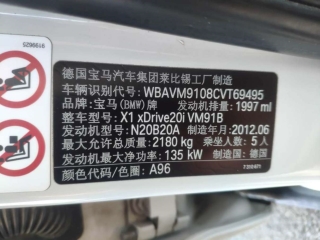 德国宝马汽车集团莱比锡工厂制造
车辆识别代号: WBAVM9108CVT69495
品牌: 宝马(BMW)牌 发动机排量: 1997 ml
整车型号: X1 xDrive20i VM91B
发动机型号: N20B20A 制造年月: 2012.06
最大允许总质量: 2180 kg 乘坐人数: 5 人
发动机最大净功率: 135 kW 制造国: 德国
颜色代码/色圈: A96